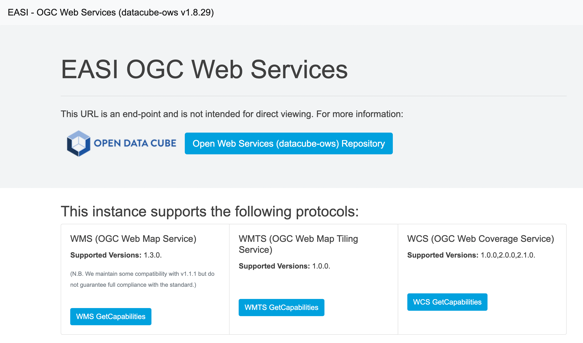 EASI - OGC Web Services (datacube-ows v1.8.29)
EASI OGC Web Services
This URL is an end-point and is not intended for direct viewing. For more information:
OPEN DATA CUBE
Open Web Services (datacube-ows) Repository
This instance supports the following protocols:
WMS (OGC Web Map Service)
Supported Versions: 1.3.0.
(N.B. We maintain some compatibility with v1.1.1 but do
not guarantee full compliance with the standard.)
WMS GetCapabilities
WMTS (OGC Web Map Tiling
Service)
Supported Versions: 1.0.0.
WMTS GetCapabilities
WCS (OGC Web Coverage Service)
Supported Versions: 1.0.0,2.0.0,2.1.0.
WCS GetCapabilities